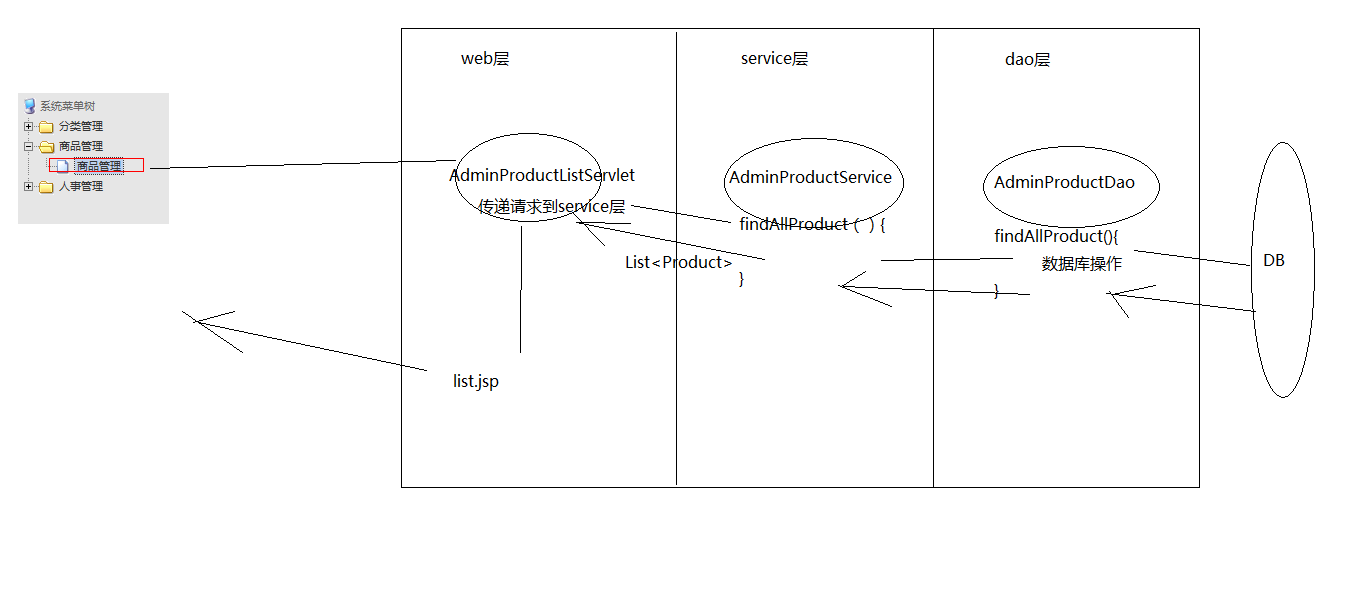 系统菜单树
分类管理
商品管理
商品管理
人事管理
web层
service层
dao层
AdminProductListServlet
传递请求到service层
AdminProductService
findAllProduct ( ) {
List<Product>
}
AdminProductDao
findAllProduct(){
数据库操作
}
DB
list.jsp